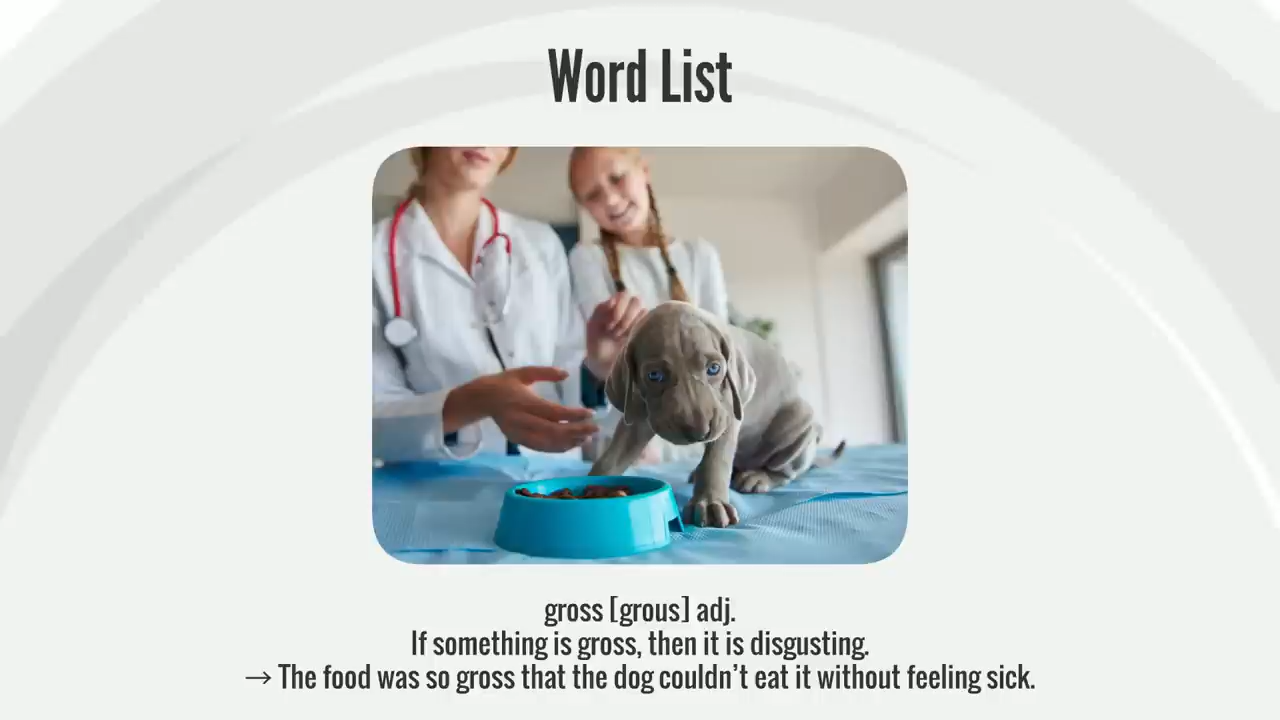 Word List
gross [grous] adj.
If something is gross, then it is disgusting.
→ The food was so gross that the dog couldn’t eat it without feeling sick.